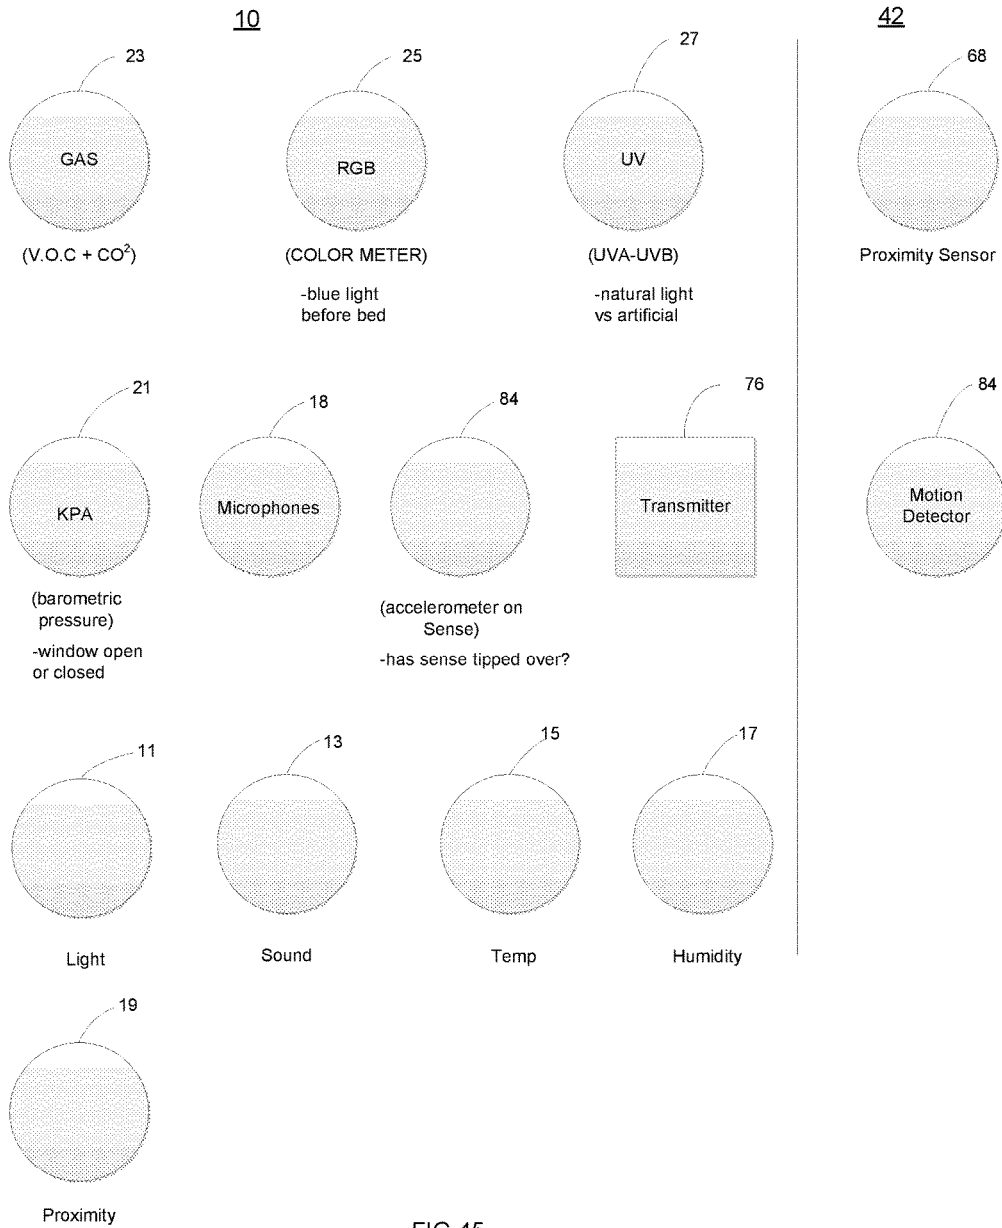 10
42
23
25
27
68
GAS
RGB
UV
(V.O.C + CO²)
(COLOR METER)
(UVA-UVB)
Proximity Sensor
-blue light
before bed
-natural light
vs artificial
21
18
84
76
84
KPA
Microphones
Transmitter
Motion
Detector
(barometric
pressure)
-window open
or closed
(accelerometer on
Sense)
-has sense tipped over?
11
13
15
17
Light
Sound
Temp
Humidity
19
Proximity
FIG 45